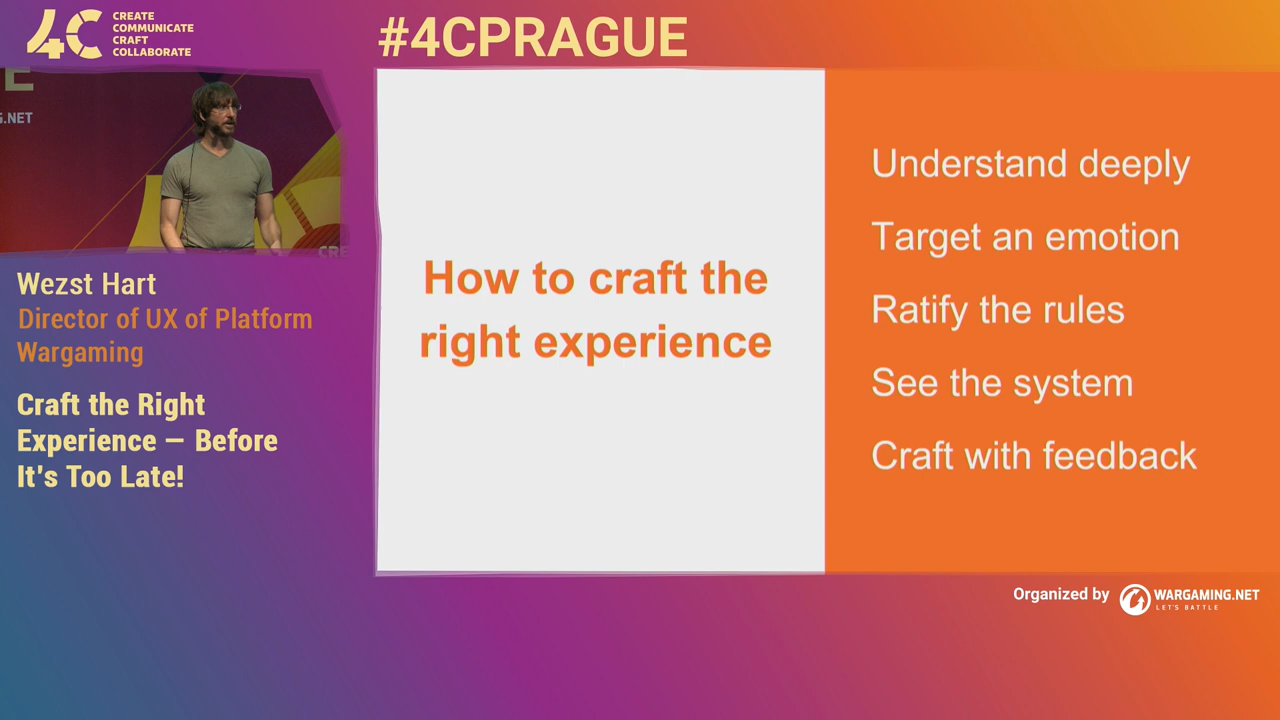 4C
CREATE
COMMUNICATE
CRAFT
COLLABORATE
#4CPRAGUE
E
G.NET
CRE
Wezst Hart
Director of UX of Platform
Wargaming
Craft the Right
Experience — Before
It's Too Late!
How to craft the
right experience
Understand deeply
Target an emotion
Ratify the rules
See the system
Craft with feedback
Organized by
WARGAMING.NET
LET'S BATTLE